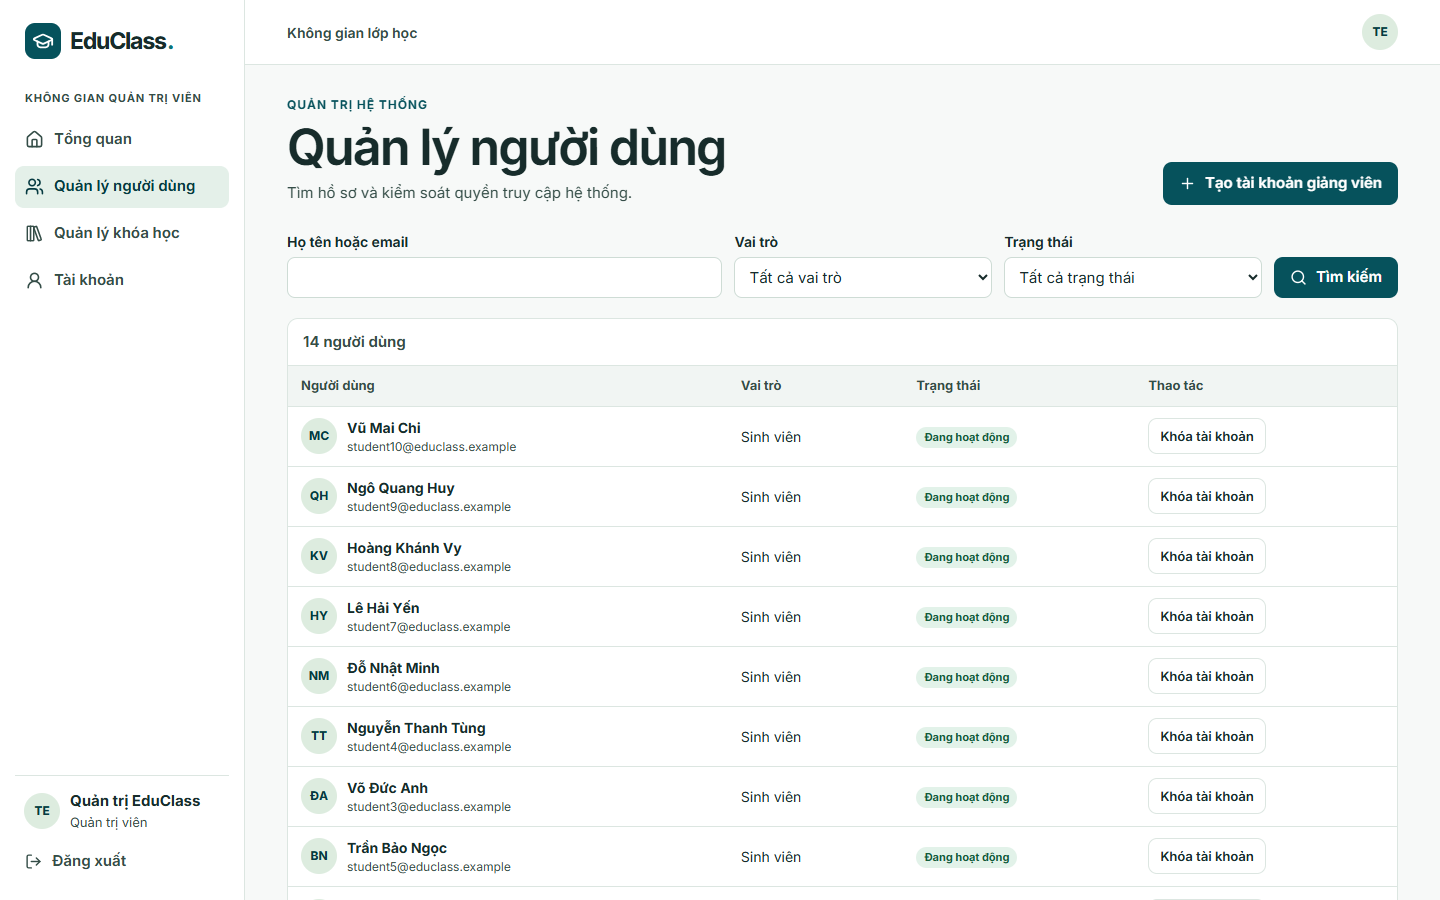 EduClass.
KHÔNG GIAN QUẢN TRỊ VIÊN
Tổng quan
Quản lý người dùng
Quản lý khóa học
Tài khoản
TE
Quản trị EduClass
Quản trị viên
Đăng xuất
Không gian lớp học
TE
QUẢN TRỊ HỆ THỐNG
Quản lý người dùng
Tìm hồ sơ và kiểm soát quyền truy cập hệ thống.
Tạo tài khoản giảng viên
Họ tên hoặc email
Vai trò
Trạng thái
Tất cả vai trò
Tất cả trạng thái
Tìm kiếm
14 người dùng
Người dùng Vai trò Trạng thái Thao tác
MC Vũ Mai Chi Sinh viên Đang hoạt động Khóa tài khoản
student10@educlass.example
QH Ngô Quang Huy Sinh viên Đang hoạt động Khóa tài khoản
student9@educlass.example
KV Hoàng Khánh Vy Sinh viên Đang hoạt động Khóa tài khoản
student8@educlass.example
HY Lê Hải Yến Sinh viên Đang hoạt động Khóa tài khoản
student7@educlass.example
NM Đỗ Nhật Minh Sinh viên Đang hoạt động Khóa tài khoản
student6@educlass.example
TT Nguyễn Thanh Tùng Sinh viên Đang hoạt động Khóa tài khoản
student4@educlass.example
ĐA Võ Đức Anh Sinh viên Đang hoạt động Khóa tài khoản
student3@educlass.example
BN Trần Bảo Ngọc Sinh viên Đang hoạt động Khóa tài khoản
student5@educlass.example